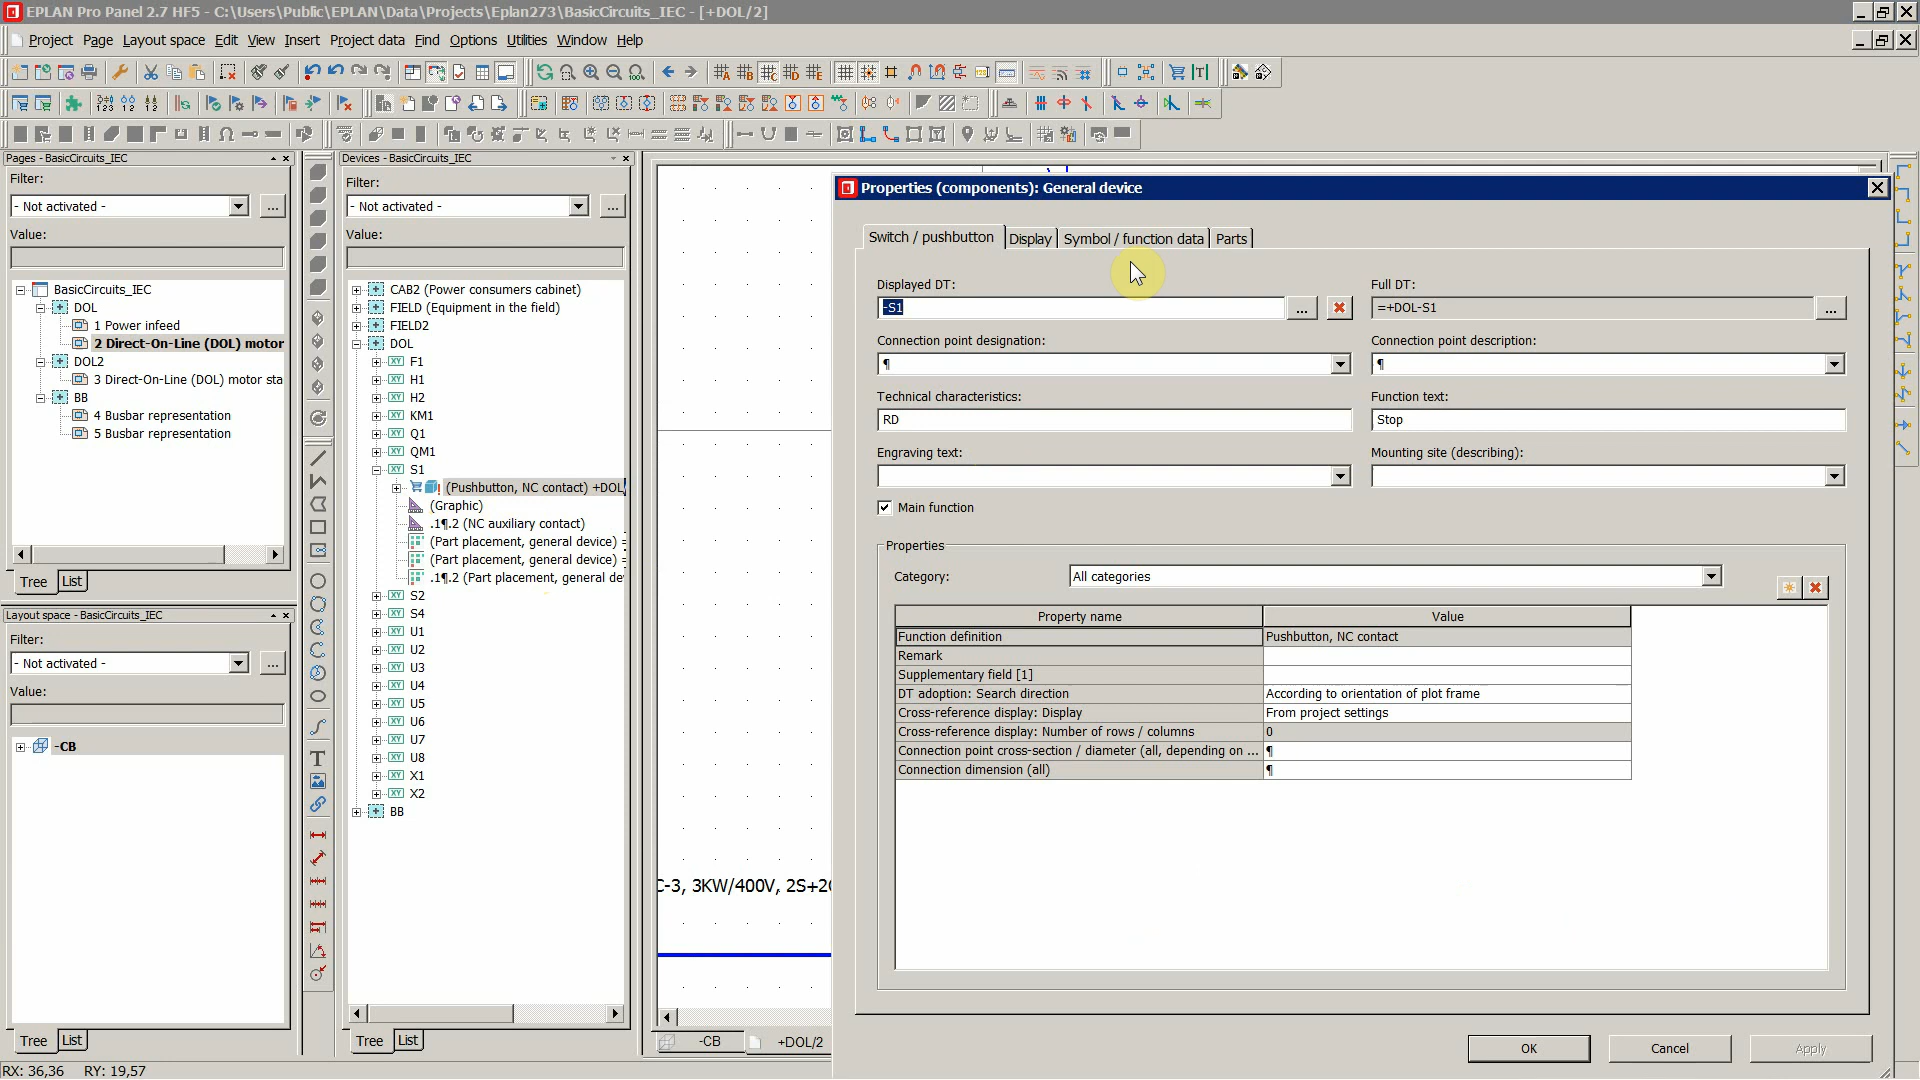 EPLAN Pro Panel 2.7 HF5 - C:\Users\Public\EPLAN\Data\Projects\Eplan273\BasicCircuits_IEC - [+DOL/2]
Project Page Layout space Edit View Insert Project data Find Options Utilities Window Help
Pages - BasicCircuits_IEC
Filter:
- Not activated -
...
Value:
BasicCircuits_IEC
DOL
1 Power infeed
2 Direct-On-Line (DOL) motor
DOL2
3 Direct-On-Line (DOL) motor sta
BB
4 Busbar representation
5 Busbar representation
Tree List
Layout space - BasicCircuits_IEC
Filter:
- Not activated -
...
Value:
-CB
Tree List
Devices - BasicCircuits_IEC
Filter:
- Not activated -
...
Value:
CAB2 (Power consumers cabinet)
FIELD (Equipment in the field)
FIELD2
DOL
F1
H1
H2
KM1
Q1
QM1
S1
(Pushbutton, NC contact) +DOL/
(Graphic)
.1¶.2 (NC auxiliary contact)
(Part placement, general device) =
(Part placement, general device) =
.1¶.2 (Part placement, general de
S2
S4
U1
U2
U3
U4
U5
U6
U7
U8
X1
X2
BB
Tree List
C-3, 3KW/400V, 2S+2
-CB
+DOL/2
Properties (components): General device
Switch / pushbutton Display Symbol / function data Parts
Displayed DT:
-S1
...
Full DT:
=+DOL-S1
...
Connection point designation:
¶
Connection point description:
¶
Technical characteristics:
RD
Function text:
Stop
Engraving text:
Mounting site (describing):
Main function
Properties
Category:
All categories
Property name Value
Function definition Pushbutton, NC contact
Remark
Supplementary field [1]
DT adoption: Search direction According to orientation of plot frame
Cross-reference display: Display From project settings
Cross-reference display: Number of rows / columns 0
Connection point cross-section / diameter (all, depending on ... ¶
Connection dimension (all) ¶
OK Cancel Apply
RX: 36,36 RY: 19,57